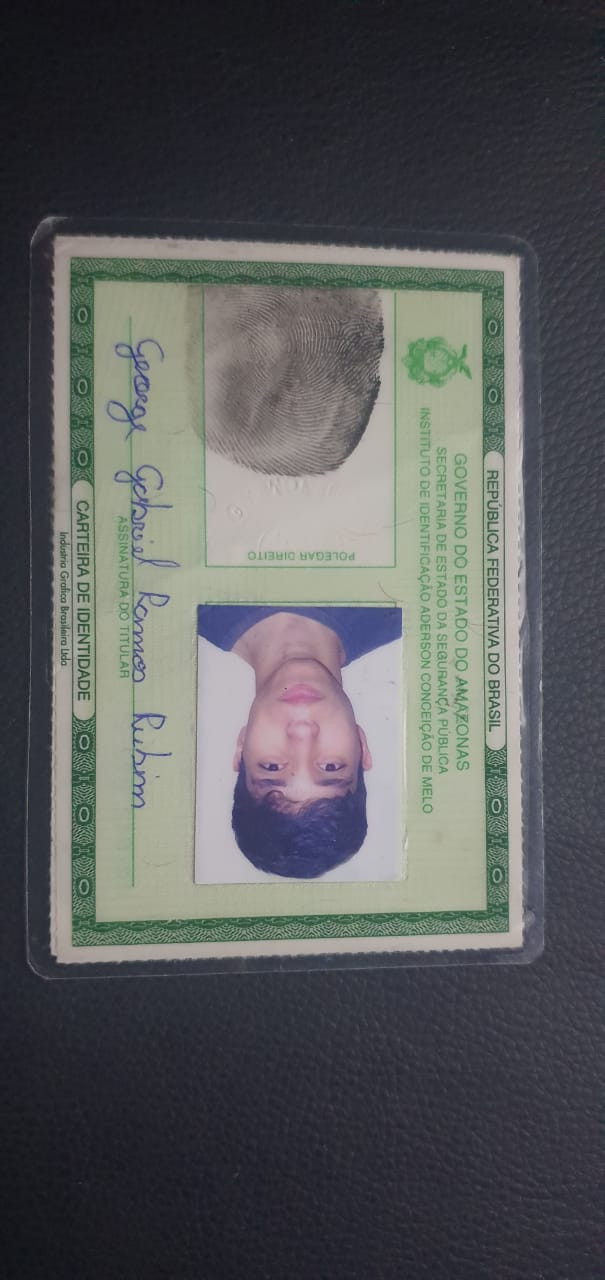 REPÚBLICA FEDERATIVA DO BRASIL
GOVERNO DO ESTADO DO AMAZONAS
SECRETARIA DE ESTADO DA SEGURANÇA PÚBLICA
INSTITUTO DE IDENTIFICAÇÃO ADERSON CONCEIÇÃO DE MELO
POLEGAR DIREITO
George Gabriel Ramos Rubim
ASSINATURA DO TITULAR
CARTEIRA DE IDENTIDADE
Indústria Gráfica Brasileira Ltda